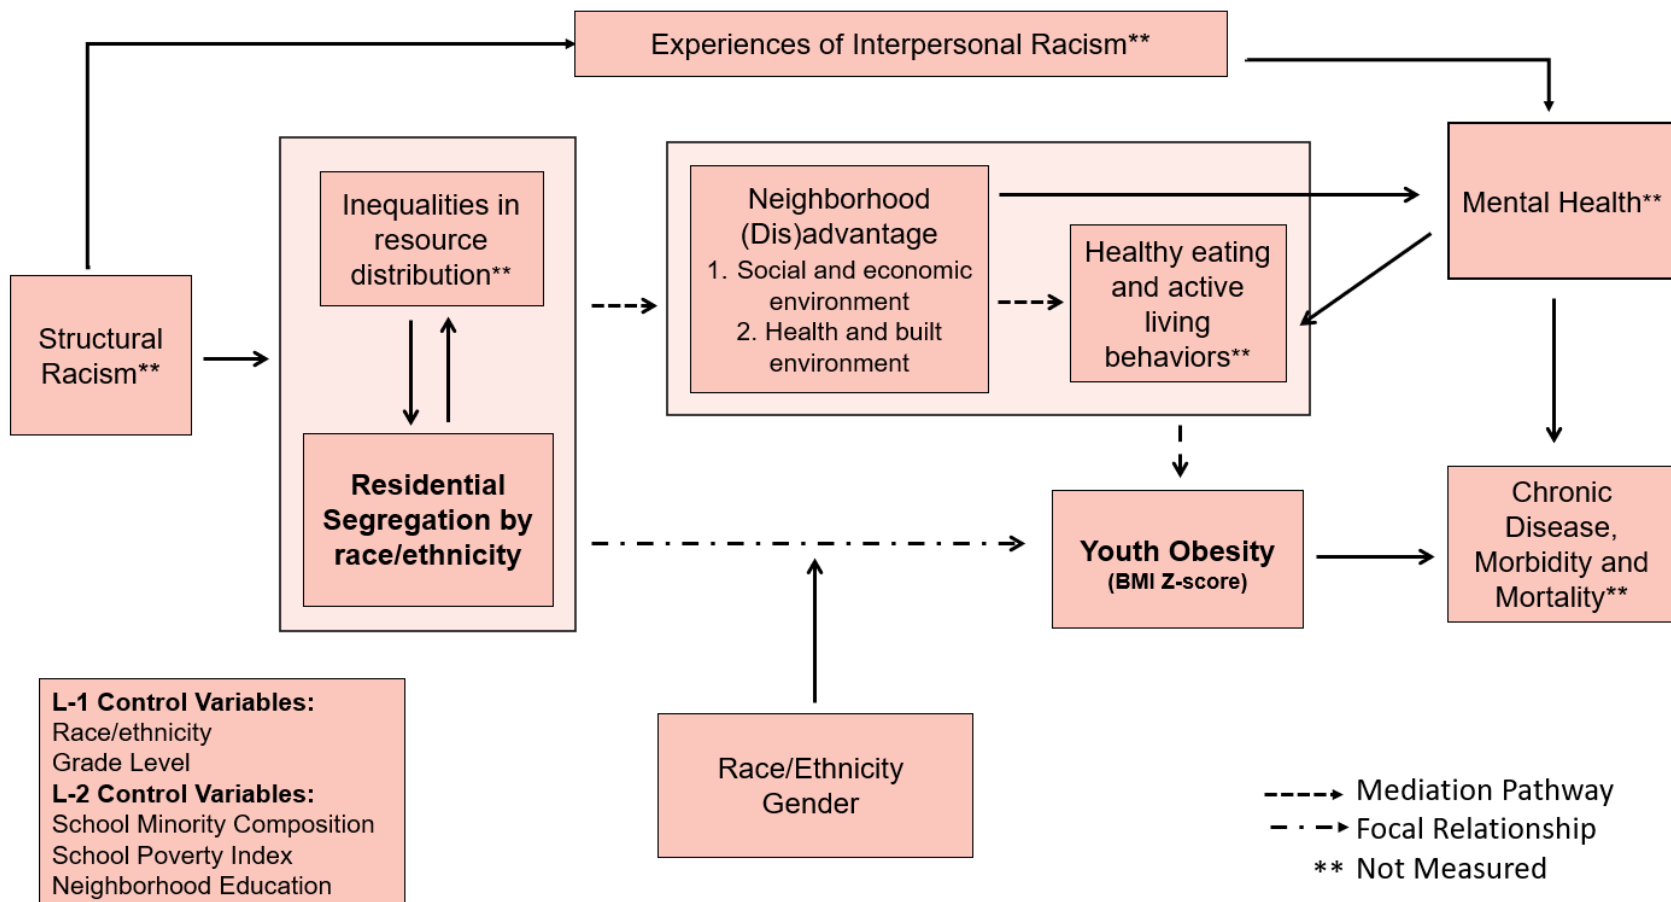 Experiences of Interpersonal Racism**
Structural
Racism**
Inequalities in
resource
distribution**
Residential
Segregation by
race/ethnicity
Neighborhood
(Dis)advantage
1. Social and economic
environment
2. Health and built
environment
Healthy eating
and active
living
behaviors**
Mental Health**
Youth Obesity
(BMI Z-score)
Chronic
Disease,
Morbidity and
Mortality**
Race/Ethnicity
Gender
L-1 Control Variables:
Race/ethnicity
Grade Level
L-2 Control Variables:
School Minority Composition
School Poverty Index
Neighborhood Education
Mediation Pathway
Focal Relationship
** Not Measured